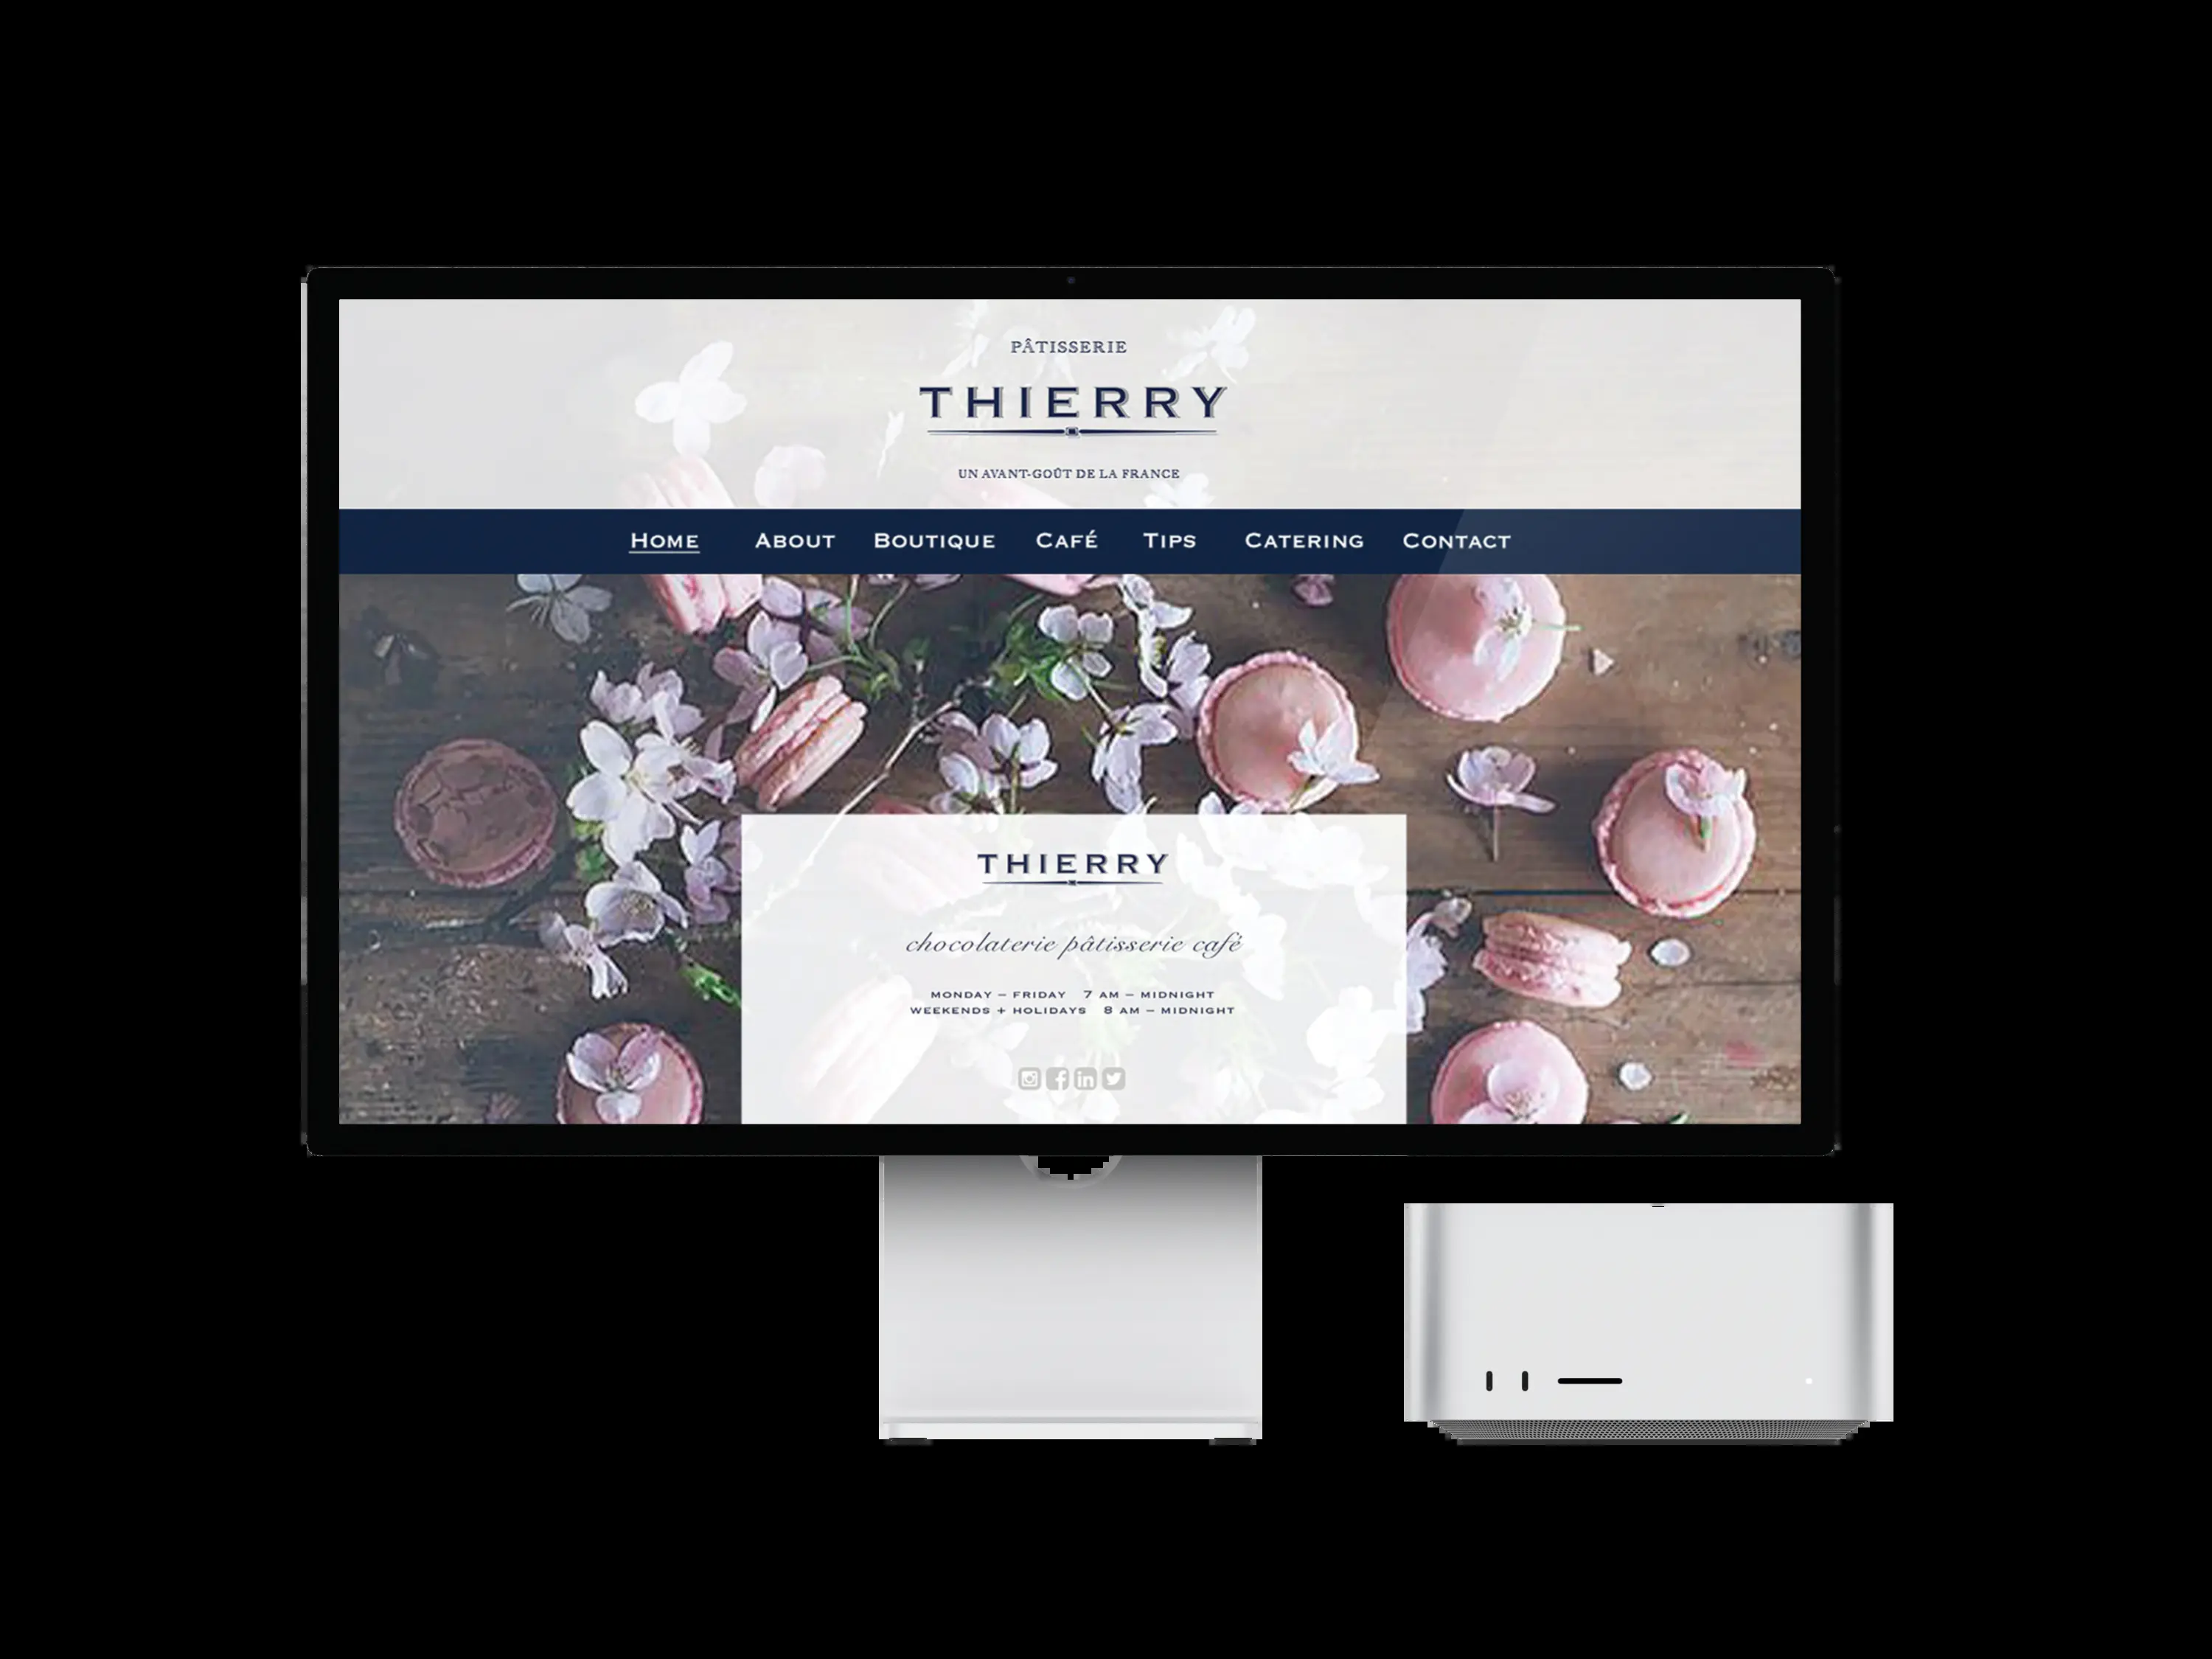 PÂTISSERIE
THIERRY
UN AVANT-GOÛT DE LA FRANCE
HOME ABOUT BOUTIQUE CAFÉ TIPS CATERING CONTACT
THIERRY
chocolaterie pâtisserie café
MONDAY – FRIDAY 7 AM – MIDNIGHT
WEEKENDS + HOLIDAYS 8 AM – MIDNIGHT